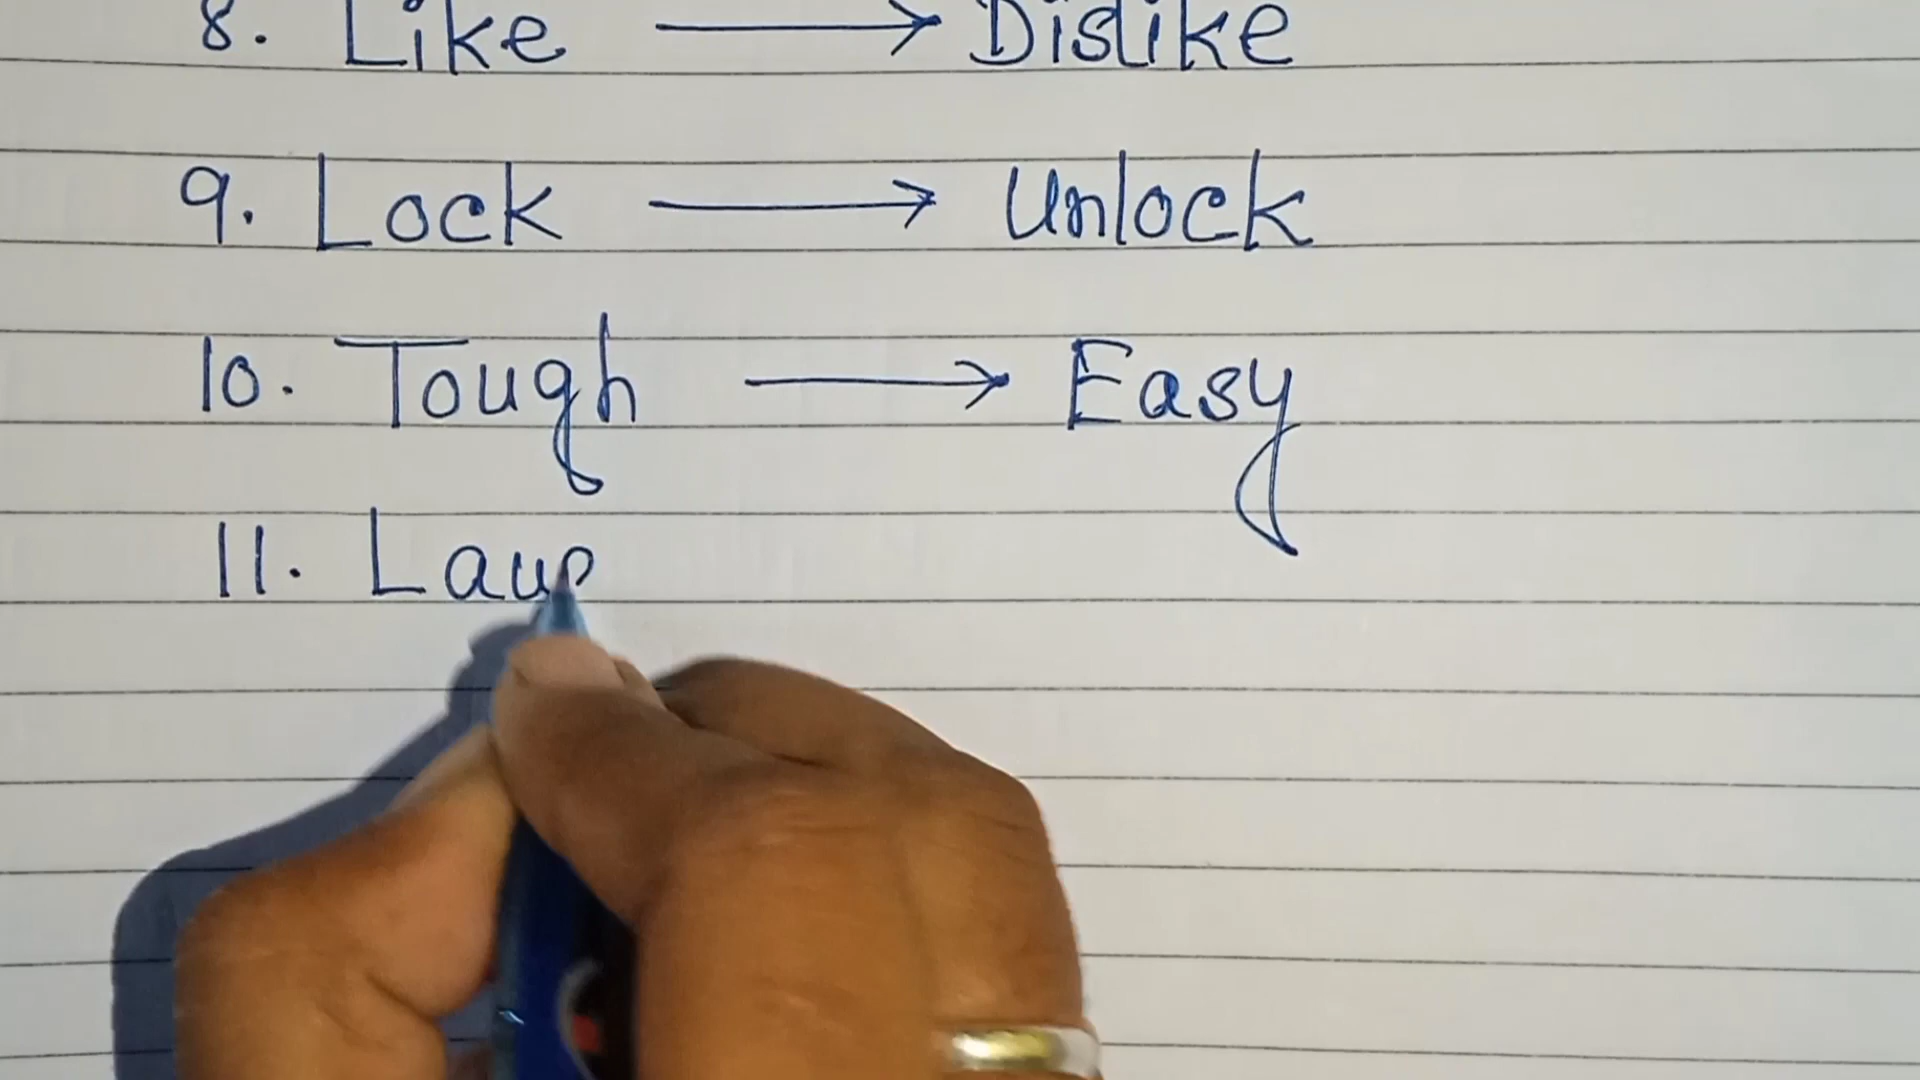 8. Like → Dislike
9. Lock → Unlock
10. Tough → Easy
11. Lau